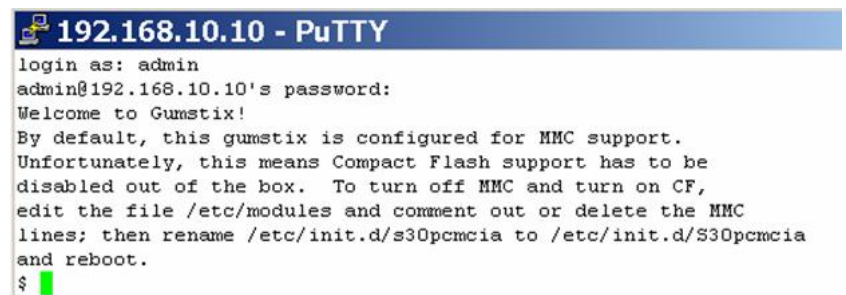 192.168.10.10 - PuTTY
login as: admin
admin@192.168.10.10's password:
Welcome to Gumstix!
By default, this gumstix is configured for MMC support.
Unfortunately, this means Compact Flash support has to be
disabled out of the box.  To turn off MMC and turn on CF,
edit the file /etc/modules and comment out or delete the MMC
lines; then rename /etc/init.d/s30pcmcia to /etc/init.d/S30pcmcia
and reboot.
$